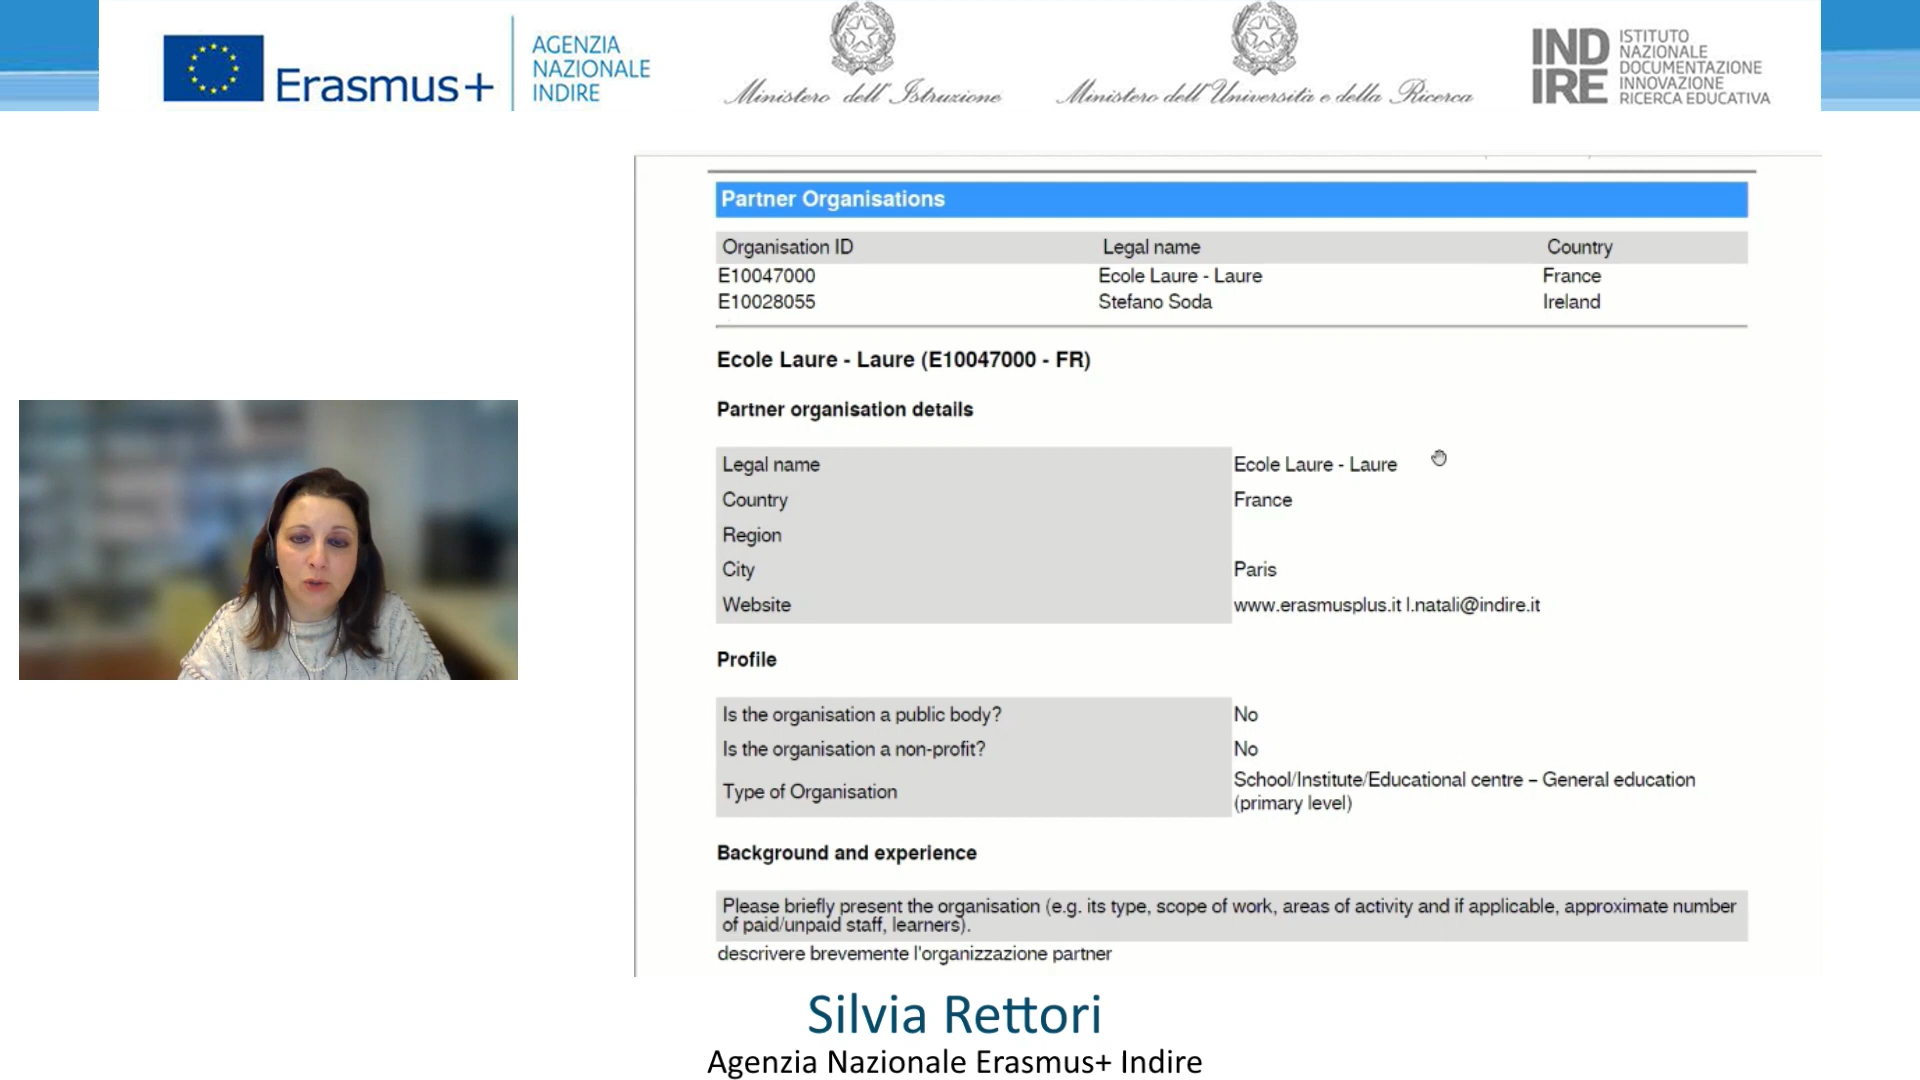 Erasmus+
AGENZIA
NAZIONALE
INDIRE
Ministero dell'Istruzione
Ministero dell'Università e della Ricerca
IND
IRE
ISTITUTO
NAZIONALE
DOCUMENTAZIONE
INNOVAZIONE
RICERCA EDUCATIVA
Partner Organisations
Organisation ID Legal name Country
E10047000 Ecole Laure - Laure France
E10028055 Stefano Soda Ireland
Ecole Laure - Laure (E10047000 - FR)
Partner organisation details
Legal name Ecole Laure - Laure
Country France
Region
City Paris
Website www.erasmusplus.it l.natali@indire.it
Profile
Is the organisation a public body? No
Is the organisation a non-profit? No
Type of Organisation School/Institute/Educational centre – General education
(primary level)
Background and experience
Please briefly present the organisation (e.g. its type, scope of work, areas of activity and if applicable, approximate number
of paid/unpaid staff, learners).
descrivere brevemente l'organizzazione partner
Silvia Rettori
Agenzia Nazionale Erasmus+ Indire